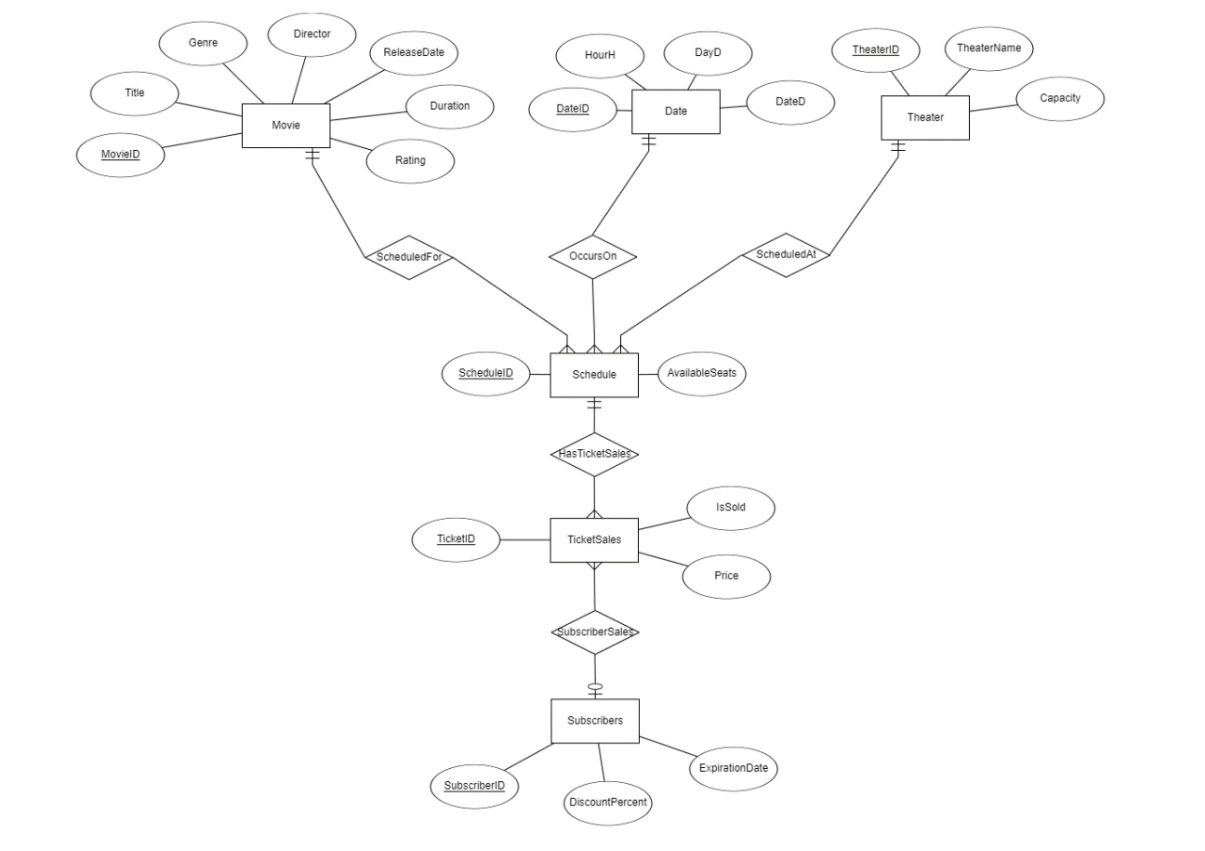 Genre
Director
ReleaseDate
Title
Duration
Movie
MovieID
Rating
HourH
DayD
DateID
DateD
Date
TheaterID
TheaterName
Capacity
Theater
ScheduledFor
OccursOn
ScheduledAt
ScheduleID
Schedule
AvailableSeats
HasTicketSales
IsSold
TicketID
TicketSales
Price
SubscriberSales
Subscribers
SubscriberID
DiscountPercent
ExpirationDate